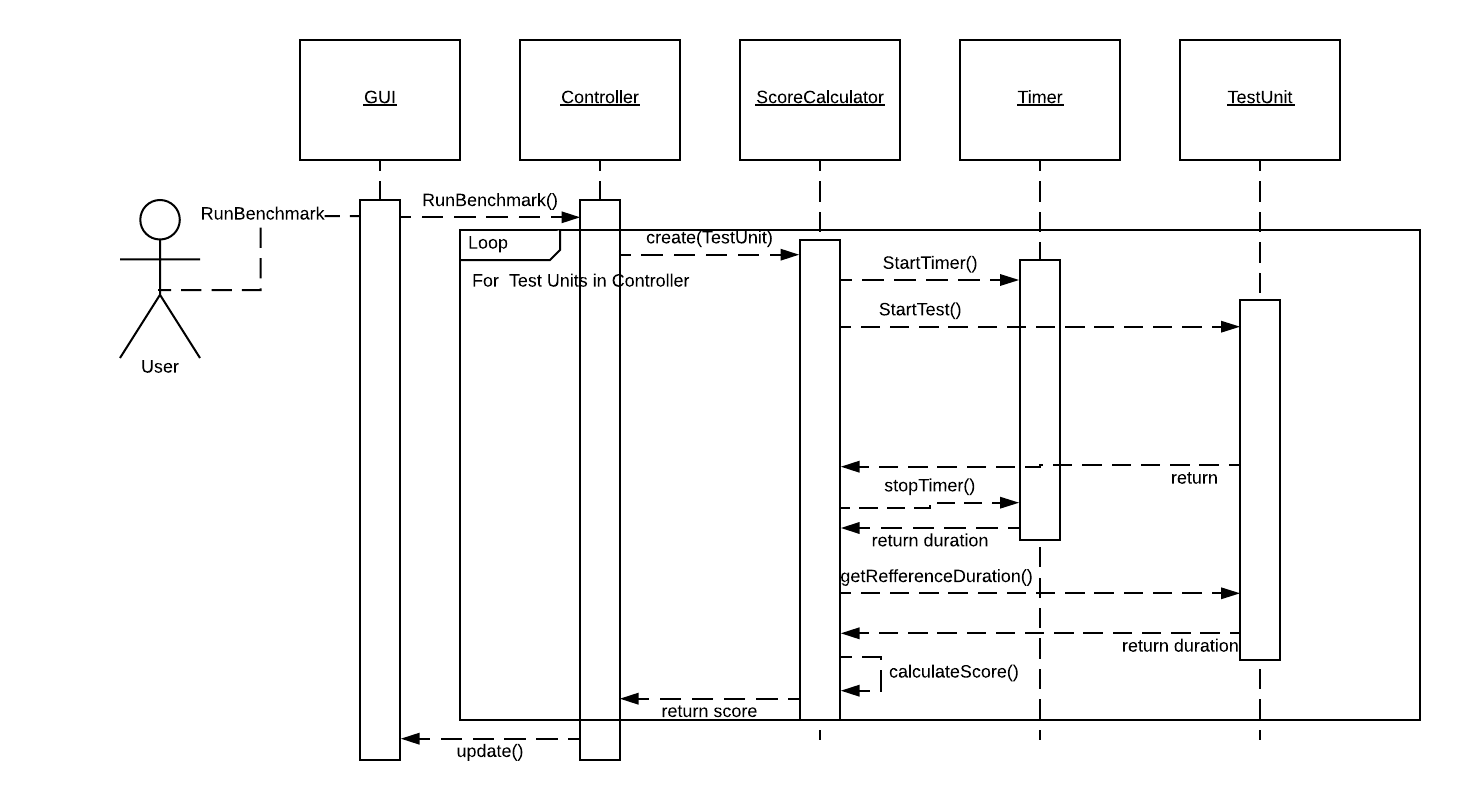 GUI
Controller
ScoreCalculator
Timer
TestUnit
RunBenchmark
RunBenchmark()
Loop
create(TestUnit)
For Test Units in Controller
StartTimer()
StartTest()
User
return
stopTimer()
return duration
getRefferenceDuration()
return duration
calculateScore()
return score
update()